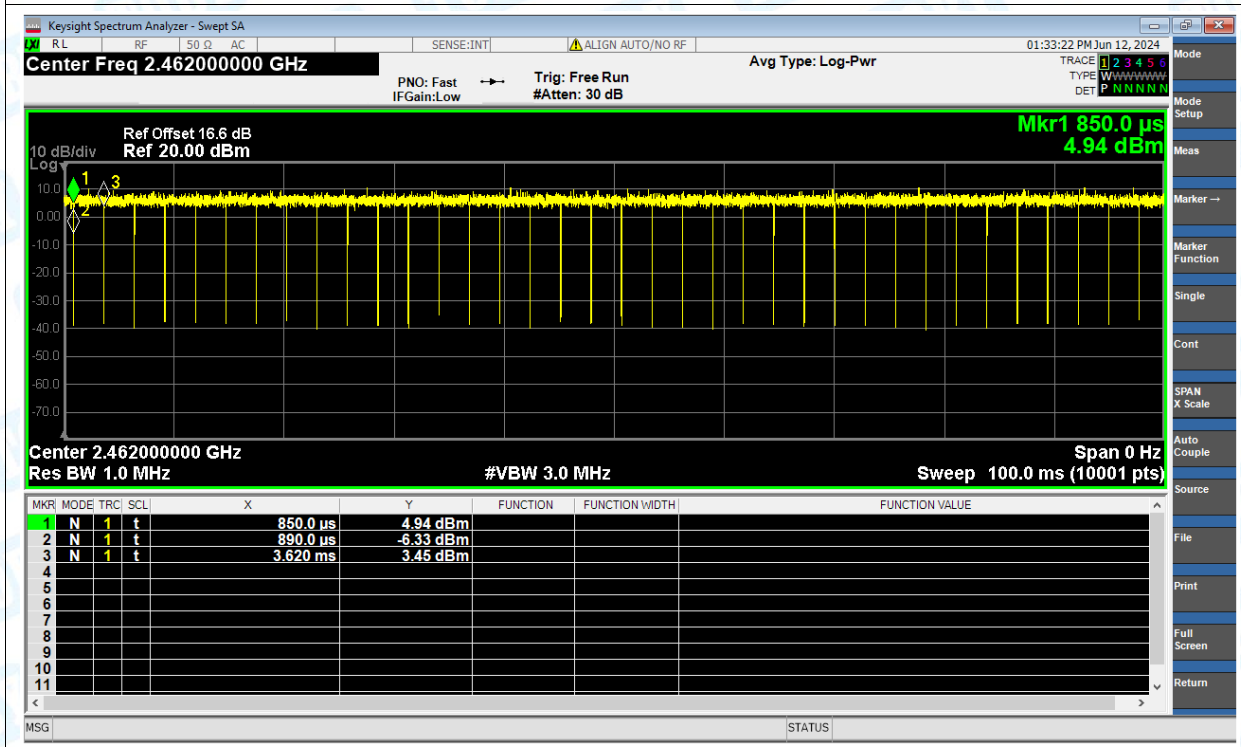 Keysight Spectrum Analyzer - Swept SA
LXI RL RF 50 Ω AC SENSE:INT ALIGN AUTO/NO RF 01:33:22 PM Jun 12, 2024
Center Freq 2.462000000 GHz Avg Type: Log-Pwr TRACE 1 2 3 4 5 6
PNO: Fast Trig: Free Run TYPE WWWWWW
IFGain:Low #Atten: 30 dB DET P N N N N N
Mkr1 850.0 µs
4.94 dBm
Ref Offset 16.6 dB
10 dB/div Ref 20.00 dBm
Log
1
3
2
10.0
0.00
-10.0
-20.0
-30.0
-40.0
-50.0
-60.0
-70.0
Center 2.462000000 GHz Span 0 Hz
Res BW 1.0 MHz #VBW 3.0 MHz Sweep 100.0 ms (10001 pts)
MKR MODE TRC SCL X Y FUNCTION FUNCTION WIDTH FUNCTION VALUE
1 N 1 t 850.0 µs 4.94 dBm
2 N 1 t 890.0 µs -6.33 dBm
3 N 1 t 3.620 ms 3.45 dBm
4
5
6
7
8
9
10
11
MSG STATUS
Mode
Mode
Setup
Meas
Marker→
Marker
Function
Single
Cont
SPAN
X Scale
Auto
Couple
Source
File
Print
Full
Screen
Return